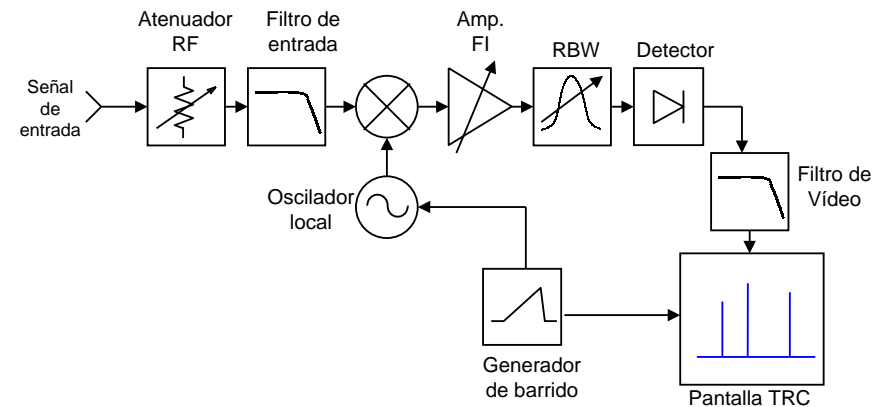 Atenuador
RF
Filtro de
entrada
Amp.
FI
RBW
Detector
Señal
de
entrada
Filtro de
Vídeo
Oscilador
local
Generador
de barrido
Pantalla TRC